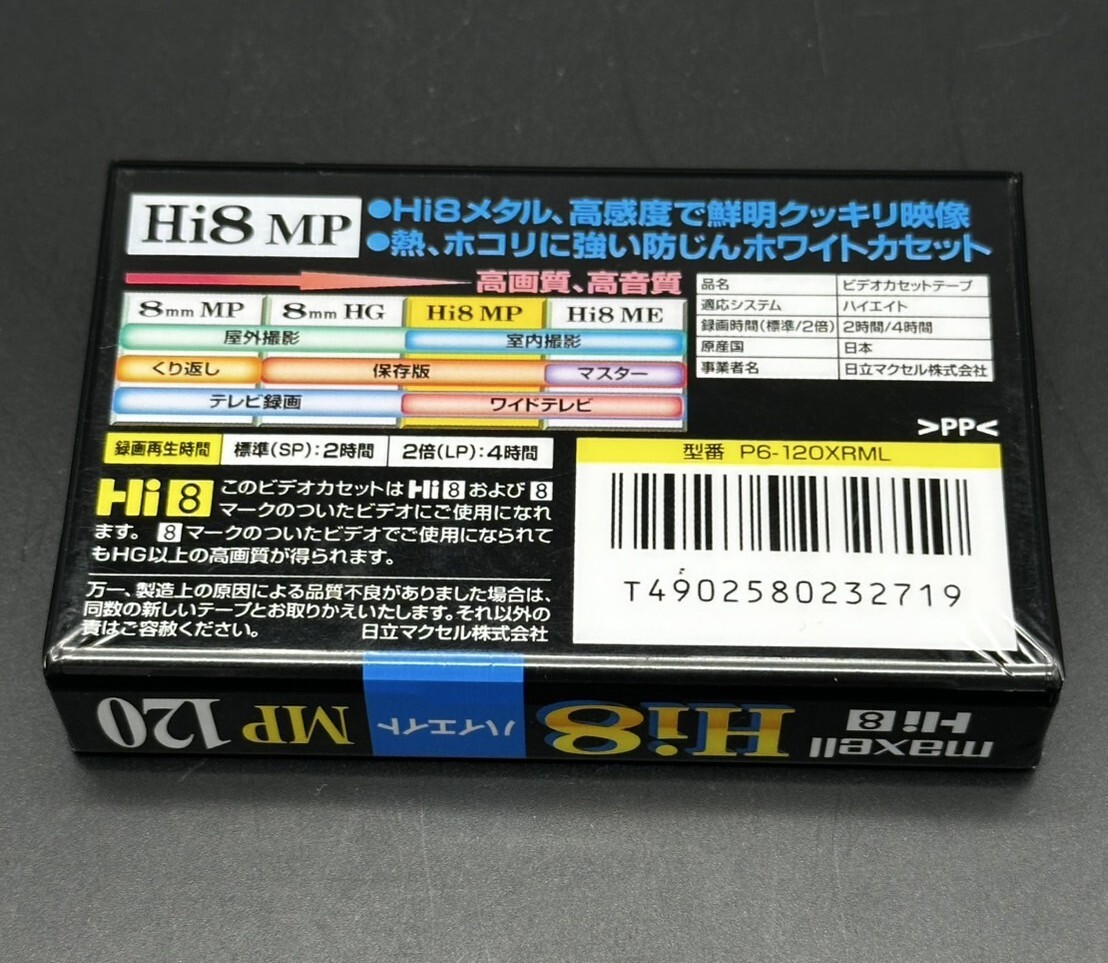 Hi8 MP
●Hi8メタル、高感度で鮮明クッキリ映像
●熱、ホコリに強い防じんホワイトカセット
高画質、高音質
8mm MP 8mm HG Hi8 MP Hi8 ME
屋外撮影 室内撮影
くり返し 保存版 マスター
テレビ録画 ワイドテレビ
品名 ビデオカセットテープ
適応システム ハイエイト
録画時間(標準/2倍) 2時間/4時間
原産国 日本
事業者名 日立マクセル株式会社
>PP<
録画再生時間 標準(SP):2時間 2倍(LP):4時間
Hi8 このビデオカセットはHi8および8
マークのついたビデオにご使用になれ
ます。8マークのついたビデオでご使用になられて
もHG以上の高画質が得られます。
万一、製造上の原因による品質不良がありました場合は、
同数の新しいテープとお取りかえいたします。それ以外の
責はご容赦ください。 日立マクセル株式会社
型番 P6-120XRML
T4902580232719
maxell Hi8 Hi8 ハイエイト MP 120